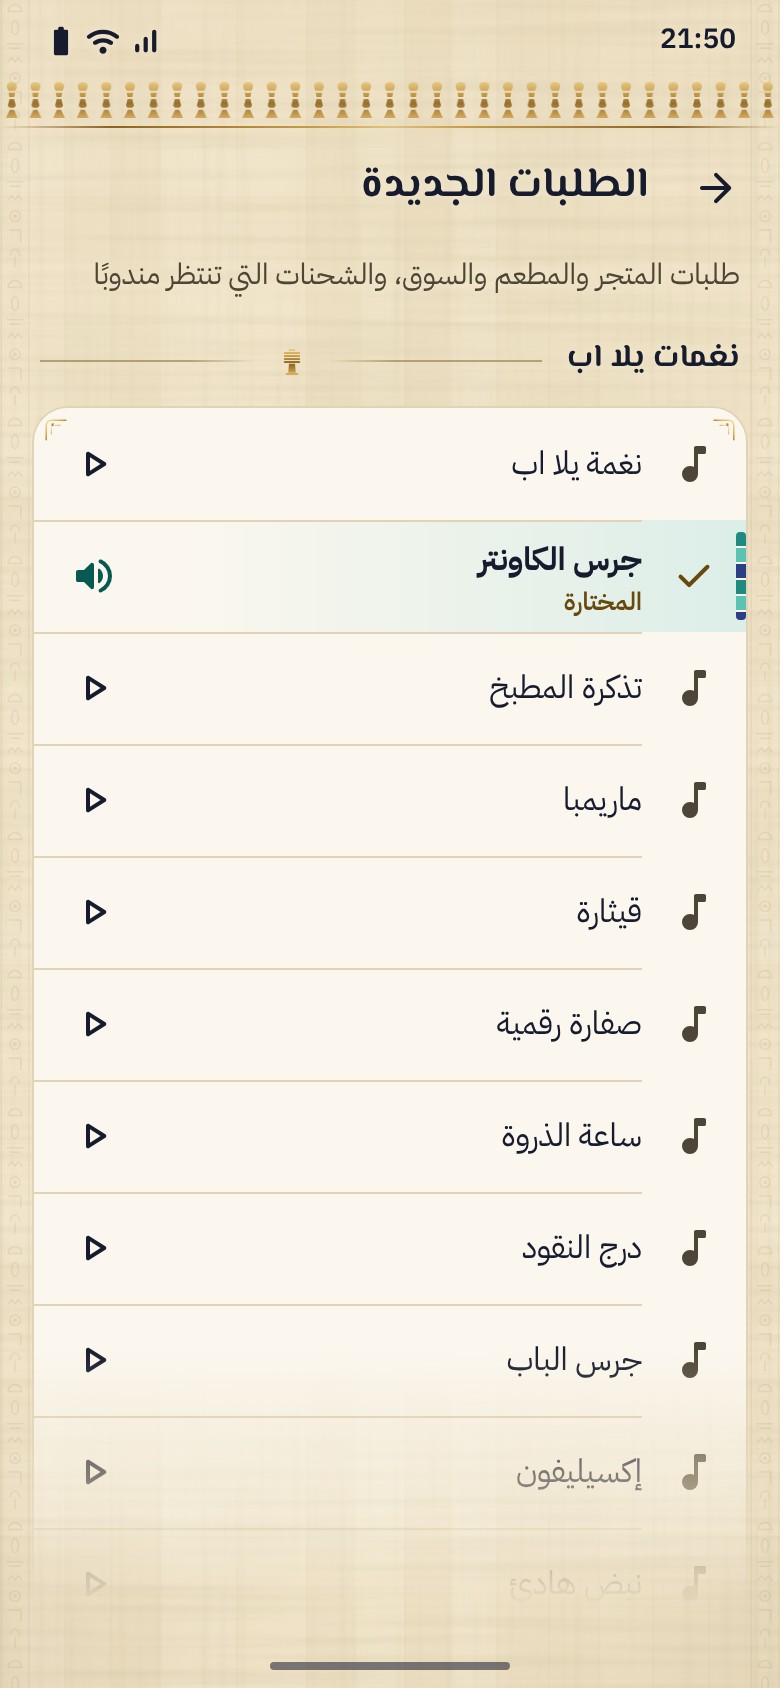 21:50
الطلبات الجديدة
طلبات المتجر والمطعم والسوق، والشحنات التي تنتظر مندوبًا
نغمات يلا اب
نغمة يلا اب
جرس الكاونتر
المختارة
تذكرة المطبخ
ماريمبا
قيثارة
صفارة رقمية
ساعة الذروة
درج النقود
جرس الباب
إكسيليفون
نبض هادئ